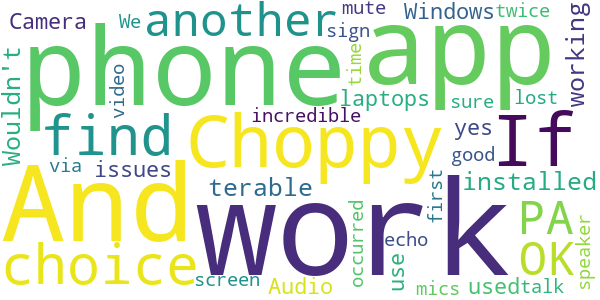 Camera
We
another
mute
Windows
twice
sign
phone
app
time
working
Wouldn't
video
laptops
sure
lost
incredible
find
Choppy
If
yes
via
issues
good
And
terable
work
first
installed
choice
occurred
PA
echo
OK
screen
Audio
use
mics
used
talk
speaker